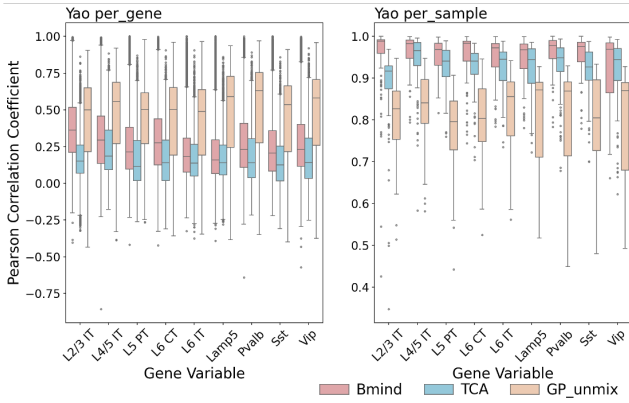 Yao per_gene
Yao per_sample
Pearson Correlation Coefficient
1.00
0.75
0.50
0.25
0.00
−0.25
−0.50
−0.75
1.0
0.9
0.8
0.7
0.6
0.5
0.4
L2/3 IT
L4/5 IT
L5 PT
L6 CT
L6 IT
Lamp5
Pvalb
Sst
Vip
L2/3 IT
L4/5 IT
L5 PT
L6 CT
L6 IT
Lamp5
Pvalb
Sst
Vip
Gene Variable
Gene Variable
Bmind
TCA
GP_unmix